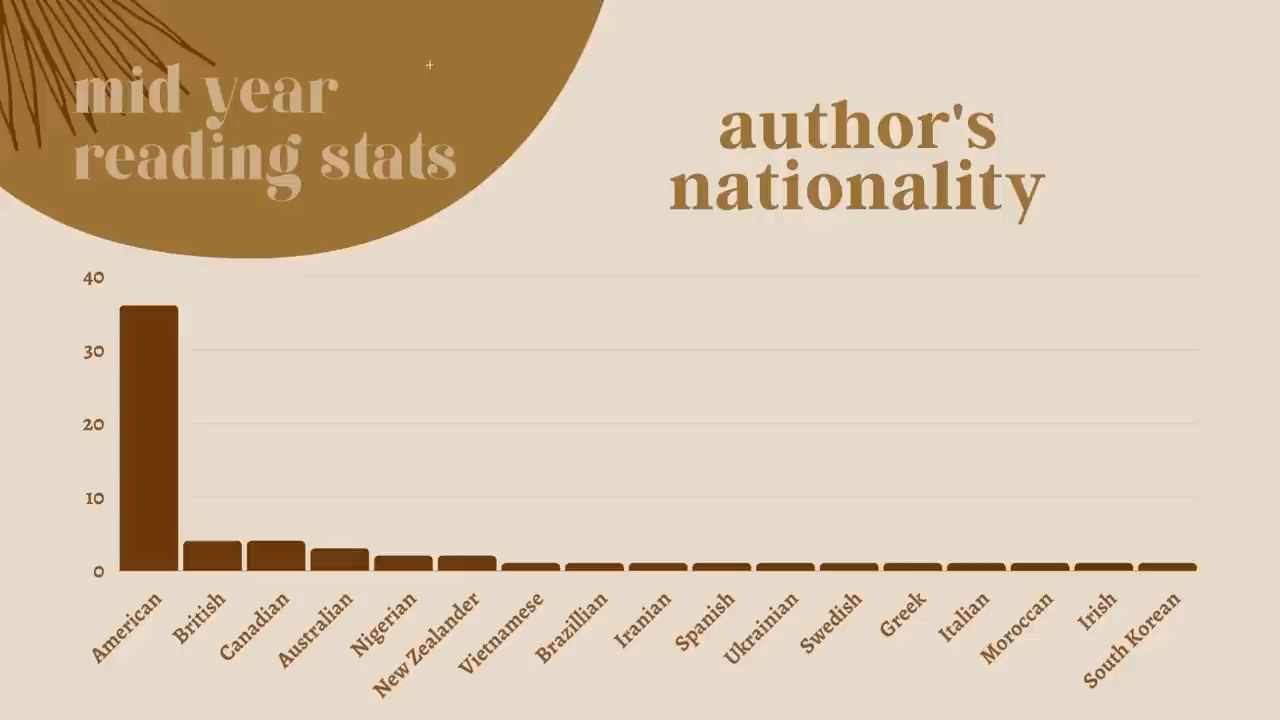 mid year
reading stats
author's
nationality
40
30
20
10
0
American
British
Canadian
Australian
Nigerian
New Zealander
Vietnamese
Brazillian
Iranian
Spanish
Ukrainian
Swedish
Greek
Italian
Moroccan
Irish
South Korean